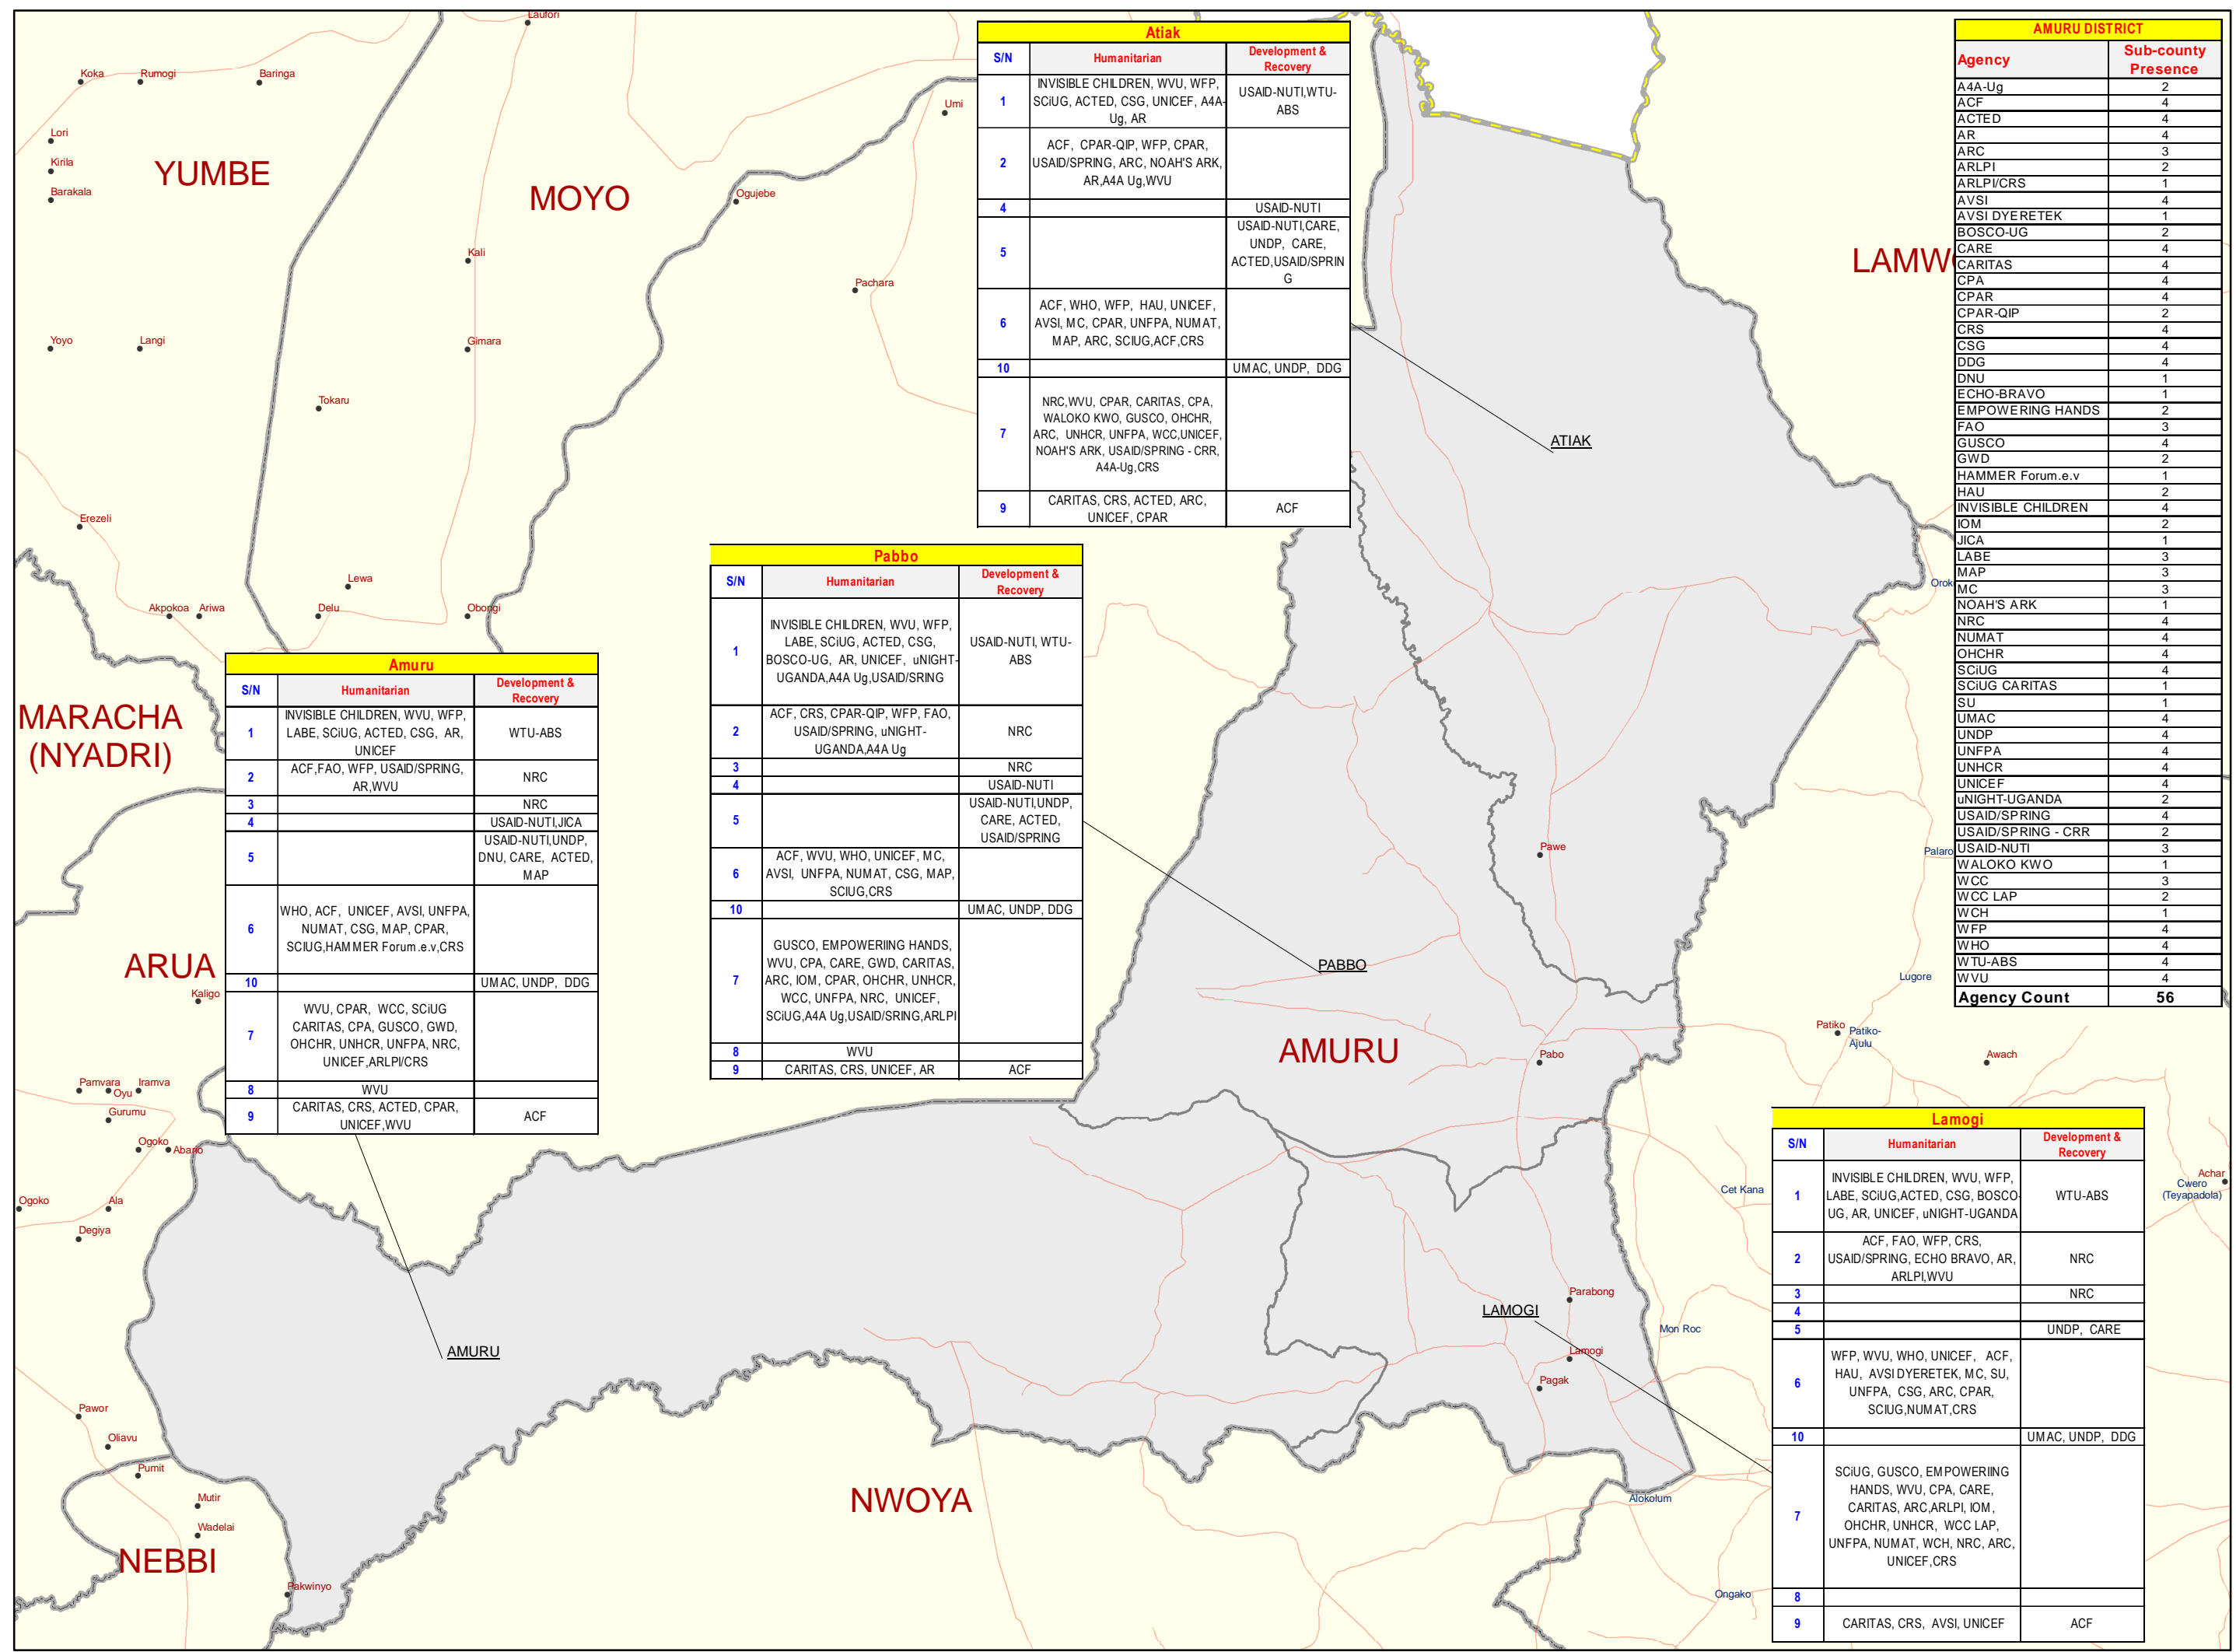 Laufori
Koka
Rumogi
Baringa
Umi
Lori
Kirila
YUMBE
Barakala
MOYO
Ogujebe
Kali
Pachara
Yoyo
Langi
Gimara
Tokaru
Erezeli
Lewa
Akpokoa
Ariwa
Delu
Obongi
Atiak
S/N
Humanitarian
Development &
Recovery
1
INVISIBLE CHILDREN, WVU, WFP,
SCiUG, ACTED, CSG, UNICEF, A4A-
Ug, AR
USAID-NUTI,WTU-
ABS
2
ACF, CPAR-QIP, WFP, CPAR,
USAID/SPRING, ARC, NOAH'S ARK,
AR,A4A Ug,WVU
4
USAID-NUTI
5
USAID-NUTI,CARE,
UNDP, CARE,
ACTED,USAID/SPRIN
G
6
ACF, WHO, WFP, HAU, UNICEF,
AVSI, MC, CPAR, UNFPA, NUMAT,
MAP, ARC, SCIUG,ACF,CRS
10
UMAC, UNDP, DDG
7
NRC,WVU, CPAR, CARITAS, CPA,
WALOKO KWO, GUSCO, OHCHR,
ARC, UNHCR, UNFPA, WCC,UNICEF,
NOAH'S ARK, USAID/SPRING - CRR,
A4A-Ug,CRS
9
CARITAS, CRS, ACTED, ARC,
UNICEF, CPAR
ACF
AMURU DISTRICT
Agency
Sub-county
Presence
A4A-Ug 2
ACF 4
ACTED 4
AR 4
ARC 3
ARLPI 2
ARLPI/CRS 1
AVSI 4
AVSI DYERETEK 1
BOSCO-UG 2
CARE 4
CARITAS 4
CPA 4
CPAR 4
CPAR-QIP 2
CRS 4
CSG 4
DDG 4
DNU 1
ECHO-BRAVO 1
EMPOWERING HANDS 2
FAO 3
GUSCO 4
GWD 2
HAMMER Forum.e.v 1
HAU 2
INVISIBLE CHILDREN 4
IOM 2
JICA 1
LABE 3
MAP 3
MC 3
NOAH'S ARK 1
NRC 4
NUMAT 4
OHCHR 4
SCiUG 4
SCiUG CARITAS 1
SU 1
UMAC 4
UNDP 4
UNFPA 4
UNHCR 4
UNICEF 4
uNIGHT-UGANDA 2
USAID/SPRING 4
USAID/SPRING - CRR 2
USAID-NUTI 3
WALOKO KWO 1
WCC 3
WCC LAP 2
WCH 1
WFP 4
WHO 4
WTU-ABS 4
WVU 4
Agency Count 56
LAMW
ATIAK
Orok
Pabbo
S/N
Humanitarian
Development &
Recovery
1
INVISIBLE CHILDREN, WVU, WFP,
LABE, SCiUG, ACTED, CSG,
BOSCO-UG, AR, UNICEF, uNIGHT-
UGANDA,A4A Ug,USAID/SRING
USAID-NUTI, WTU-
ABS
2
ACF, CRS, CPAR-QIP, WFP, FAO,
USAID/SPRING, uNIGHT-
UGANDA,A4A Ug
NRC
3
NRC
4
USAID-NUTI
5
USAID-NUTI,UNDP,
CARE, ACTED,
USAID/SPRING
6
ACF, WVU, WHO, UNICEF, MC,
AVSI, UNFPA, NUMAT, CSG, MAP,
SCIUG,CRS
10
UMAC, UNDP, DDG
7
GUSCO, EMPOWERIING HANDS,
WVU, CPA, CARE, GWD, CARITAS,
ARC, IOM, CPAR, OHCHR, UNHCR,
WCC, UNFPA, NRC, UNICEF,
SCiUG,A4A Ug,USAID/SRING,ARLPI
8
WVU
9
CARITAS, CRS, UNICEF, AR
ACF
Amuru
S/N
Humanitarian
Development &
Recovery
1
INVISIBLE CHILDREN, WVU, WFP,
LABE, SCiUG, ACTED, CSG, AR,
UNICEF
WTU-ABS
2
ACF,FAO, WFP, USAID/SPRING,
AR,WVU
NRC
3
NRC
4
USAID-NUTI,JICA
5
USAID-NUTI,UNDP,
DNU, CARE, ACTED,
MAP
6
WHO, ACF, UNICEF, AVSI, UNFPA,
NUMAT, CSG, MAP, CPAR,
SCIUG,HAMMER Forum.e.v,CRS
10
UMAC, UNDP, DDG
7
WVU, CPAR, WCC, SCiUG
CARITAS, CPA, GUSCO, GWD,
OHCHR, UNHCR, UNFPA, NRC,
UNICEF,ARLPI/CRS
8
WVU
9
CARITAS, CRS, ACTED, CPAR,
UNICEF,WVU
ACF
MARACHA
(NYADRI)
Pawe
Palaro
ARUA
PABBO
Kaligo
Lugore
Patiko
Patiko-
Ajulu
AMURU
Pabo
Awach
Pamvara
Oyu
Iramva
Gurumu
Ogoko
Abario
Ogoko
Ala
Degiya
Cet Kana
Achar
Cwero
(Teyapadola)
Parabong
LAMOGI
Mon Roc
AMURU
Lamogi
Pagak
Pawor
Oliavu
Pumit
Mutir
Wadelai
NWOYA
Alokolum
NEBBI
Pakwinyo
Ongako
Lamogi
S/N
Humanitarian
Development &
Recovery
1
INVISIBLE CHILDREN, WVU, WFP,
LABE, SCiUG,ACTED, CSG, BOSCO-
UG, AR, UNICEF, uNIGHT-UGANDA
WTU-ABS
2
ACF, FAO, WFP, CRS,
USAID/SPRING, ECHO BRAVO, AR,
ARLPI,WVU
NRC
3
NRC
4
5
UNDP, CARE
6
WFP, WVU, WHO, UNICEF, ACF,
HAU, AVSI DYERETEK, MC, SU,
UNFPA, CSG, ARC, CPAR,
SCIUG,NUMAT,CRS
10
UMAC, UNDP, DDG
7
SCiUG, GUSCO, EMPOWERIING
HANDS, WVU, CPA, CARE,
CARITAS, ARC,ARLPI, IOM,
OHCHR, UNHCR, WCC LAP,
UNFPA, NUMAT, WCH, NRC, ARC,
UNICEF,CRS
8
9
CARITAS, CRS, AVSI, UNICEF
ACF